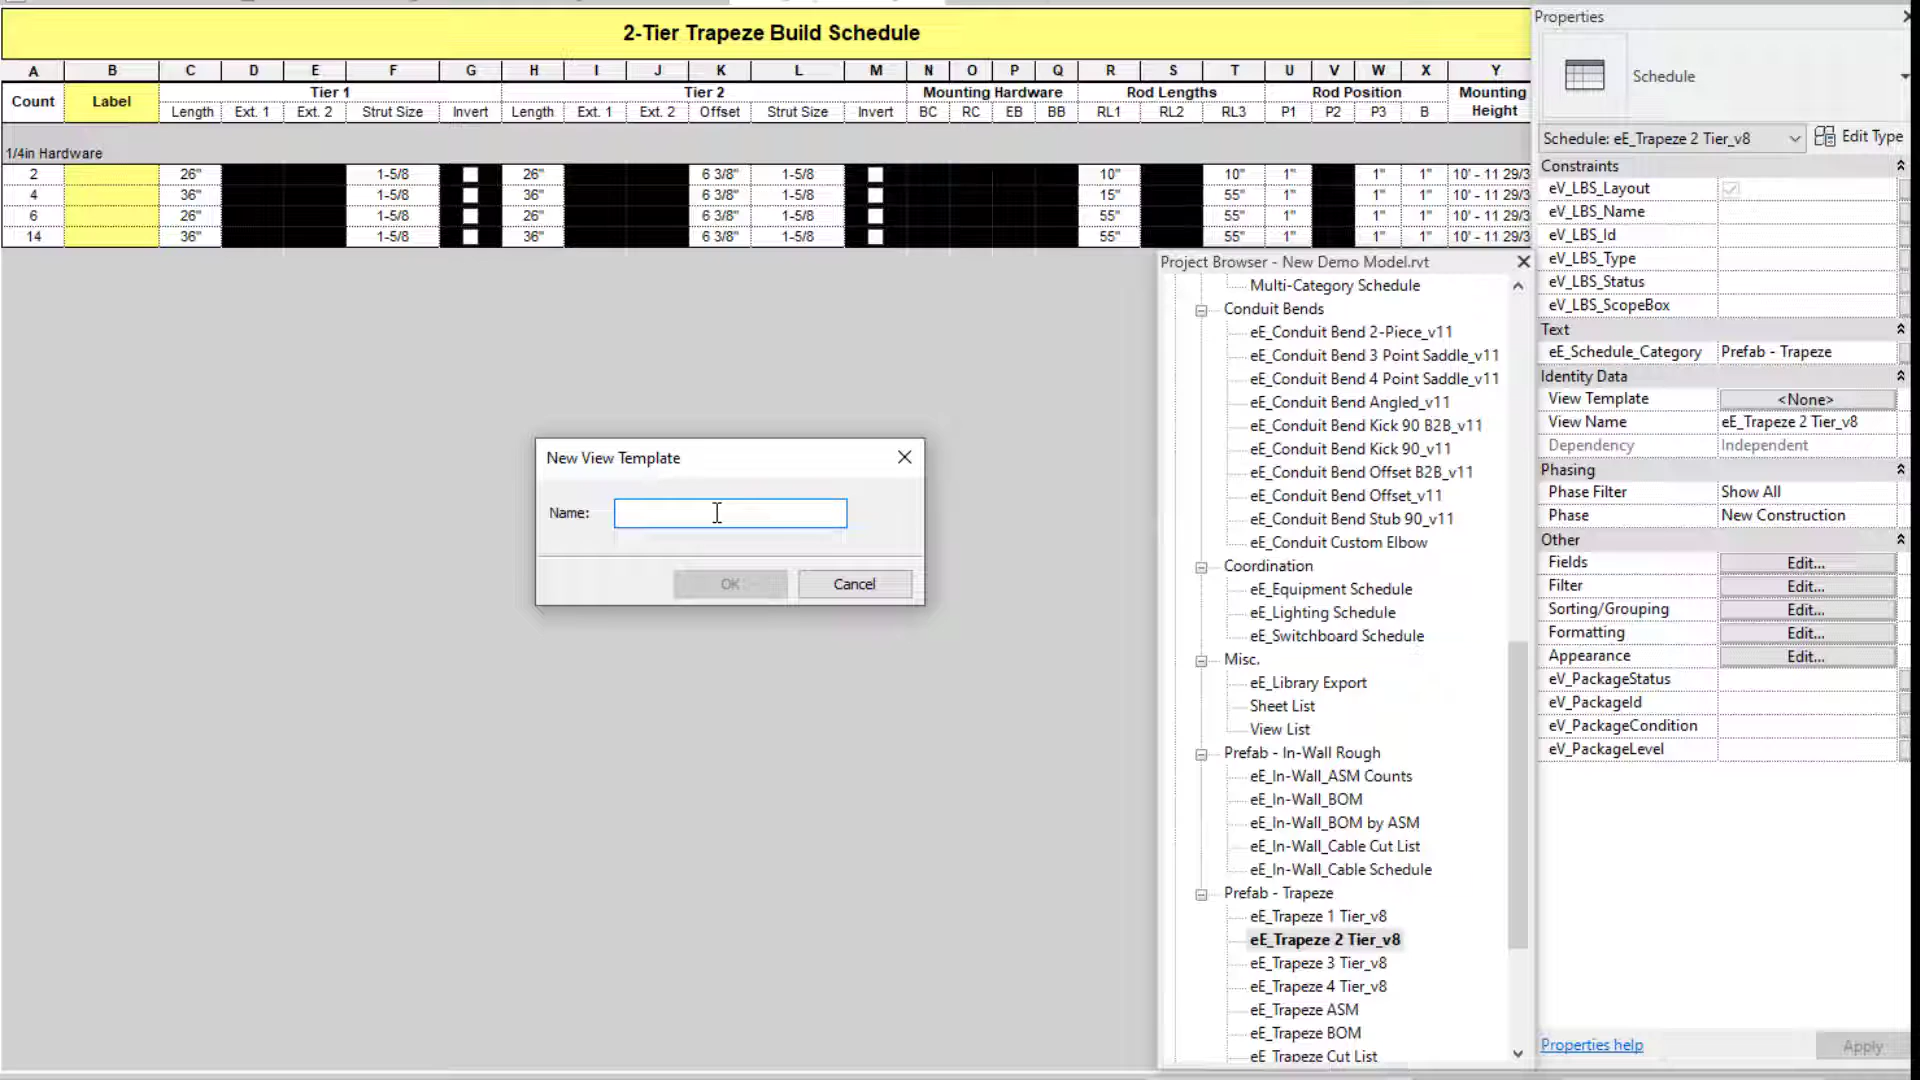 2-Tier Trapeze Build Schedule
A B C D E F G H I J K L M N O P Q R S T U V W X Y
Count Label Tier 1 Tier 2 Mounting Hardware Rod Lengths Rod Position Mounting Height
Length Ext. 1 Ext. 2 Strut Size Invert Length Ext. 1 Ext. 2 Offset Strut Size Invert BC RC EB BB RL1 RL2 RL3 P1 P2 P3 B
1/4in Hardware
2 26" 1-5/8 26" 6 3/8" 1-5/8 10" 10" 1" 1" 1" 10' - 11 29/3
4 36" 1-5/8 36" 6 3/8" 1-5/8 15" 55" 1" 1" 1" 10' - 11 29/3
6 26" 1-5/8 26" 6 3/8" 1-5/8 55" 55" 1" 1" 1" 10' - 11 29/3
14 36" 1-5/8 36" 6 3/8" 1-5/8 55" 55" 1" 1" 1" 10' - 11 29/3
New View Template
Name:
OK Cancel
Project Browser - New Demo Model.rvt
Multi-Category Schedule
Conduit Bends
eE_Conduit Bend 2-Piece_v11
eE_Conduit Bend 3 Point Saddle_v11
eE_Conduit Bend 4 Point Saddle_v11
eE_Conduit Bend Angled_v11
eE_Conduit Bend Kick 90 B2B_v11
eE_Conduit Bend Kick 90_v11
eE_Conduit Bend Offset B2B_v11
eE_Conduit Bend Offset_v11
eE_Conduit Bend Stub 90_v11
eE_Conduit Custom Elbow
Coordination
eE_Equipment Schedule
eE_Lighting Schedule
eE_Switchboard Schedule
Misc.
eE_Library Export
Sheet List
View List
Prefab - In-Wall Rough
eE_In-Wall_ASM Counts
eE_In-Wall_BOM
eE_In-Wall_BOM by ASM
eE_In-Wall_Cable Cut List
eE_In-Wall_Cable Schedule
Prefab - Trapeze
eE_Trapeze 1 Tier_v8
eE_Trapeze 2 Tier_v8
eE_Trapeze 3 Tier_v8
eE_Trapeze 4 Tier_v8
eE_Trapeze ASM
eE_Trapeze BOM
eE_Trapeze Cut List
Properties
Schedule
Schedule: eE_Trapeze 2 Tier_v8 Edit Type
Constraints
eV_LBS_Layout
eV_LBS_Name
eV_LBS_Id
eV_LBS_Type
eV_LBS_Status
eV_LBS_ScopeBox
Text
eE_Schedule_Category Prefab - Trapeze
Identity Data
View Template <None>
View Name eE_Trapeze 2 Tier_v8
Dependency Independent
Phasing
Phase Filter Show All
Phase New Construction
Other
Fields Edit...
Filter Edit...
Sorting/Grouping Edit...
Formatting Edit...
Appearance Edit...
eV_PackageStatus
eV_PackageId
eV_PackageCondition
eV_PackageLevel
Properties help Apply